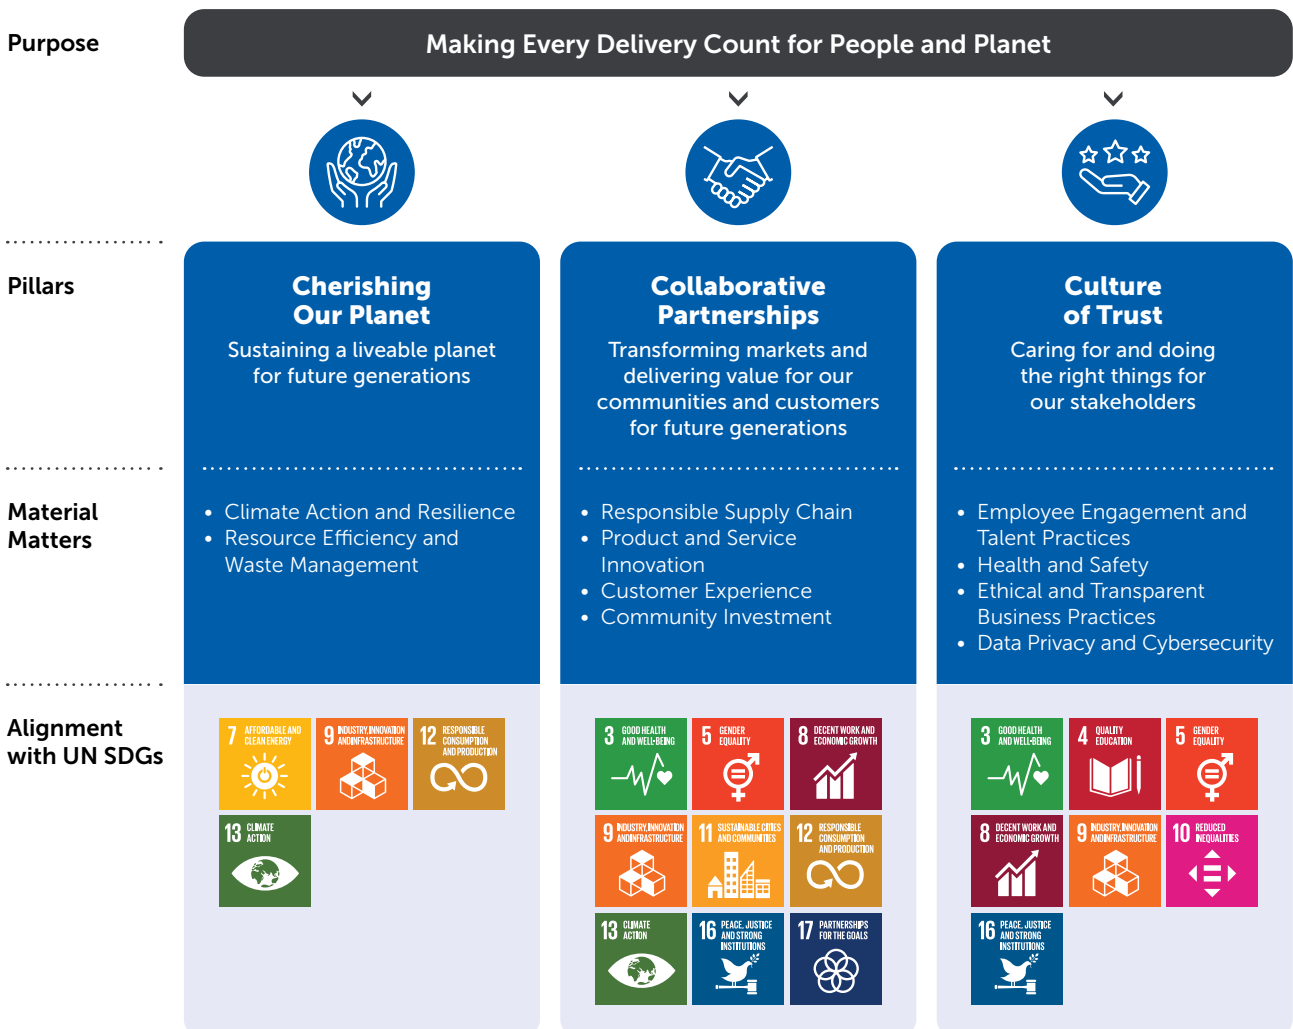 Purpose
Making Every Delivery Count for People and Planet
Pillars
Cherishing
Our Planet
Sustaining a liveable planet
for future generations
Collaborative
Partnerships
Transforming markets and
delivering value for our
communities and customers
for future generations
Culture
of Trust
Caring for and doing
the right things for
our stakeholders
Material
Matters
• Climate Action and Resilience
• Resource Efficiency and
Waste Management
• Responsible Supply Chain
• Product and Service
Innovation
• Customer Experience
• Community Investment
• Employee Engagement and
Talent Practices
• Health and Safety
• Ethical and Transparent
Business Practices
• Data Privacy and Cybersecurity
Alignment
with UN SDGs
7 AFFORDABLE AND
CLEAN ENERGY
9 INDUSTRY, INNOVATION
AND INFRASTRUCTURE
12 RESPONSIBLE
CONSUMPTION
AND PRODUCTION
13 CLIMATE
ACTION
3 GOOD HEALTH
AND WELL-BEING
5 GENDER
EQUALITY
8 DECENT WORK AND
ECONOMIC GROWTH
9 INDUSTRY, INNOVATION
AND INFRASTRUCTURE
11 SUSTAINABLE CITIES
AND COMMUNITIES
12 RESPONSIBLE
CONSUMPTION
AND PRODUCTION
13 CLIMATE
ACTION
16 PEACE, JUSTICE
AND STRONG
INSTITUTIONS
17 PARTNERSHIPS
FOR THE GOALS
3 GOOD HEALTH
AND WELL-BEING
4 QUALITY
EDUCATION
5 GENDER
EQUALITY
8 DECENT WORK AND
ECONOMIC GROWTH
9 INDUSTRY, INNOVATION
AND INFRASTRUCTURE
10 REDUCED
INEQUALITIES
16 PEACE, JUSTICE
AND STRONG
INSTITUTIONS